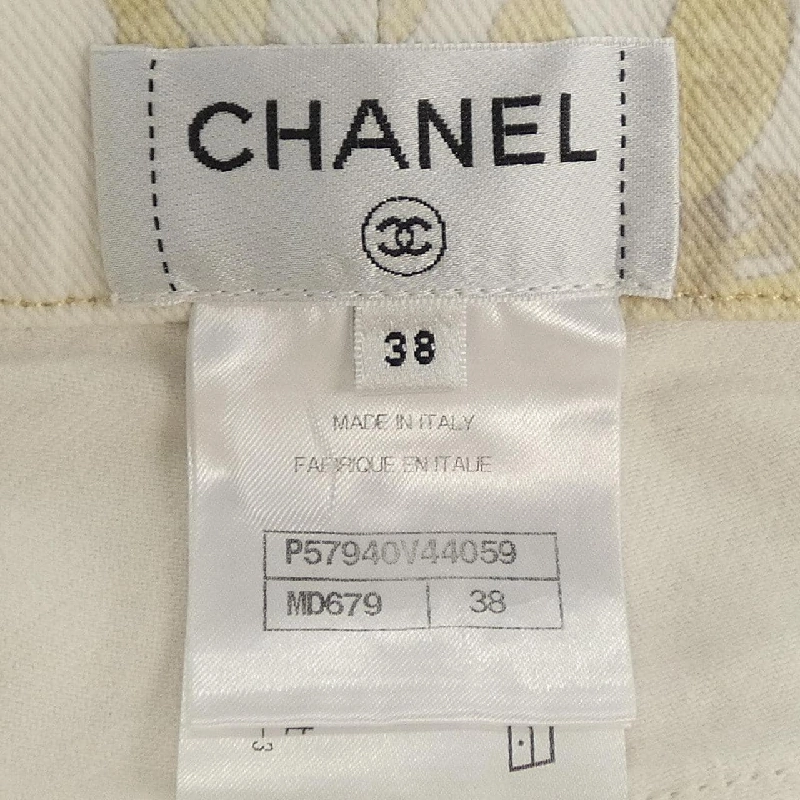 CHANEL
38
MADE IN ITALY
FABRIQUE EN ITALIE
P57940V44059
MD679 38